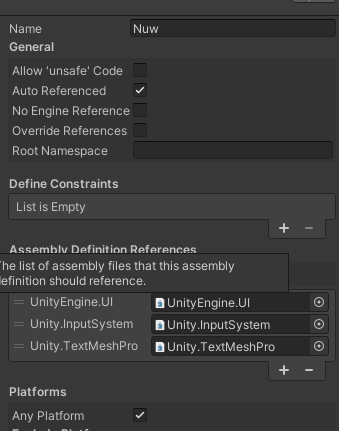 Name Nuw
General
Allow 'unsafe' Code
Auto Referenced
No Engine Reference
Override References
Root Namespace
Define Constraints
List is Empty
Assembly Definition References
The list of assembly files that this assembly
definition should reference.
UnityEngine.UI UnityEngine.UI
Unity.InputSystem Unity.InputSystem
Unity.TextMeshPro Unity.TextMeshPro
Platforms
Any Platform